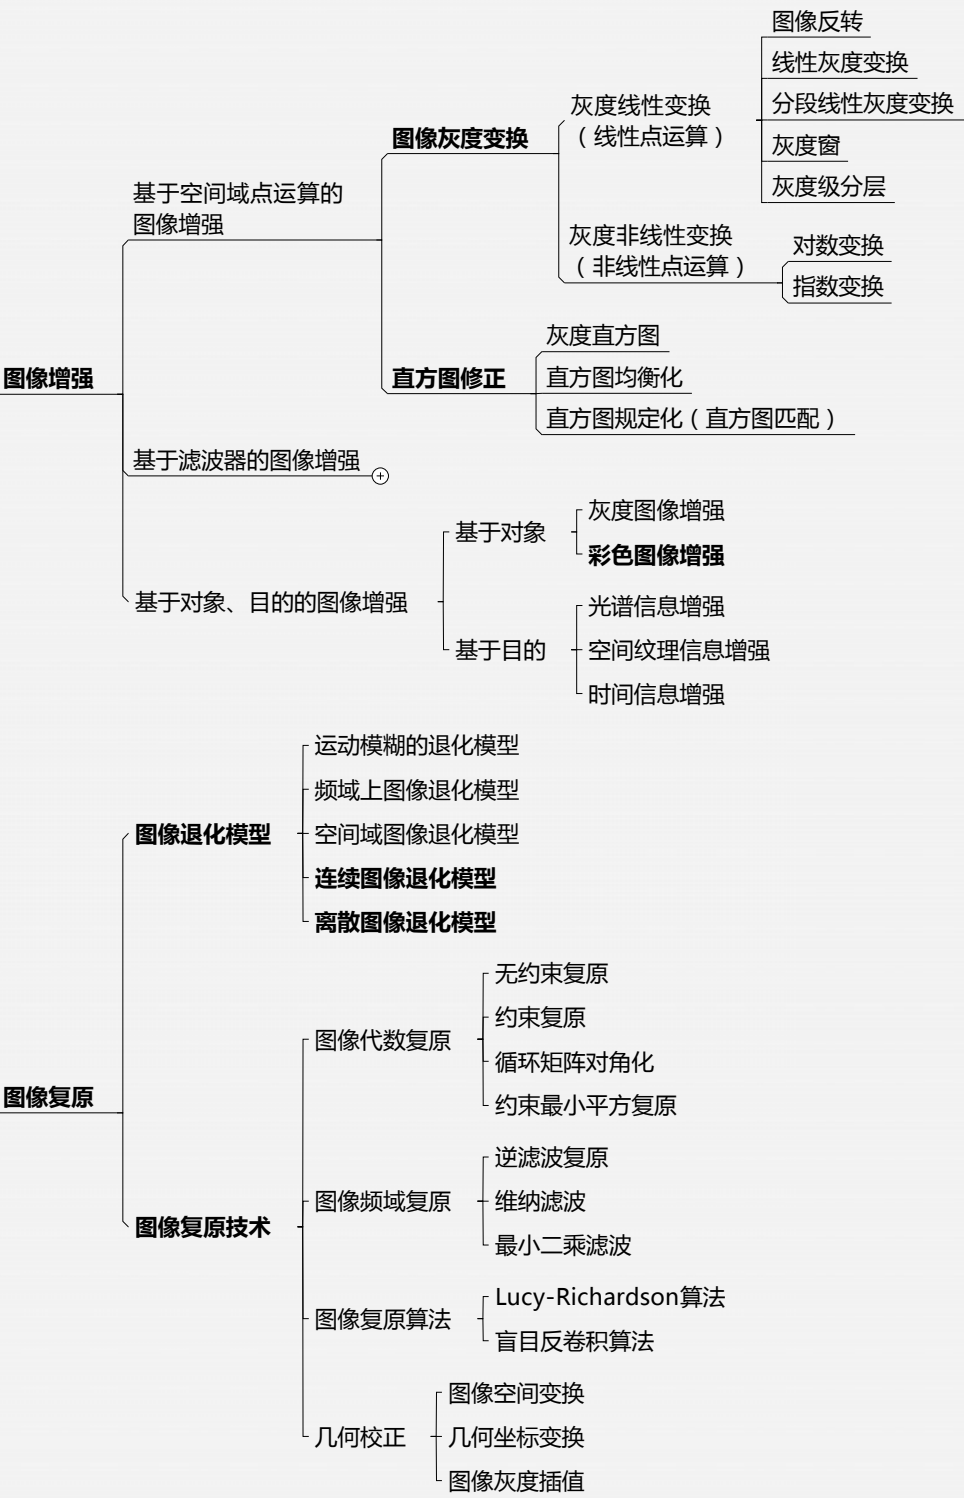 图像增强
基于空间域点运算的
图像增强
图像灰度变换
灰度线性变换
（线性点运算）
图像反转
线性灰度变换
分段线性灰度变换
灰度窗
灰度级分层
灰度非线性变换
（非线性点运算）
对数变换
指数变换
直方图修正
灰度直方图
直方图均衡化
直方图规定化（直方图匹配）
基于滤波器的图像增强
基于对象、目的的图像增强
基于对象
灰度图像增强
彩色图像增强
基于目的
光谱信息增强
空间纹理信息增强
时间信息增强
图像复原
图像退化模型
运动模糊的退化模型
频域上图像退化模型
空间域图像退化模型
连续图像退化模型
离散图像退化模型
图像复原技术
图像代数复原
无约束复原
约束复原
循环矩阵对角化
约束最小平方复原
图像频域复原
逆滤波复原
维纳滤波
最小二乘滤波
图像复原算法
Lucy-Richardson算法
盲目反卷积算法
几何校正
图像空间变换
几何坐标变换
图像灰度插值